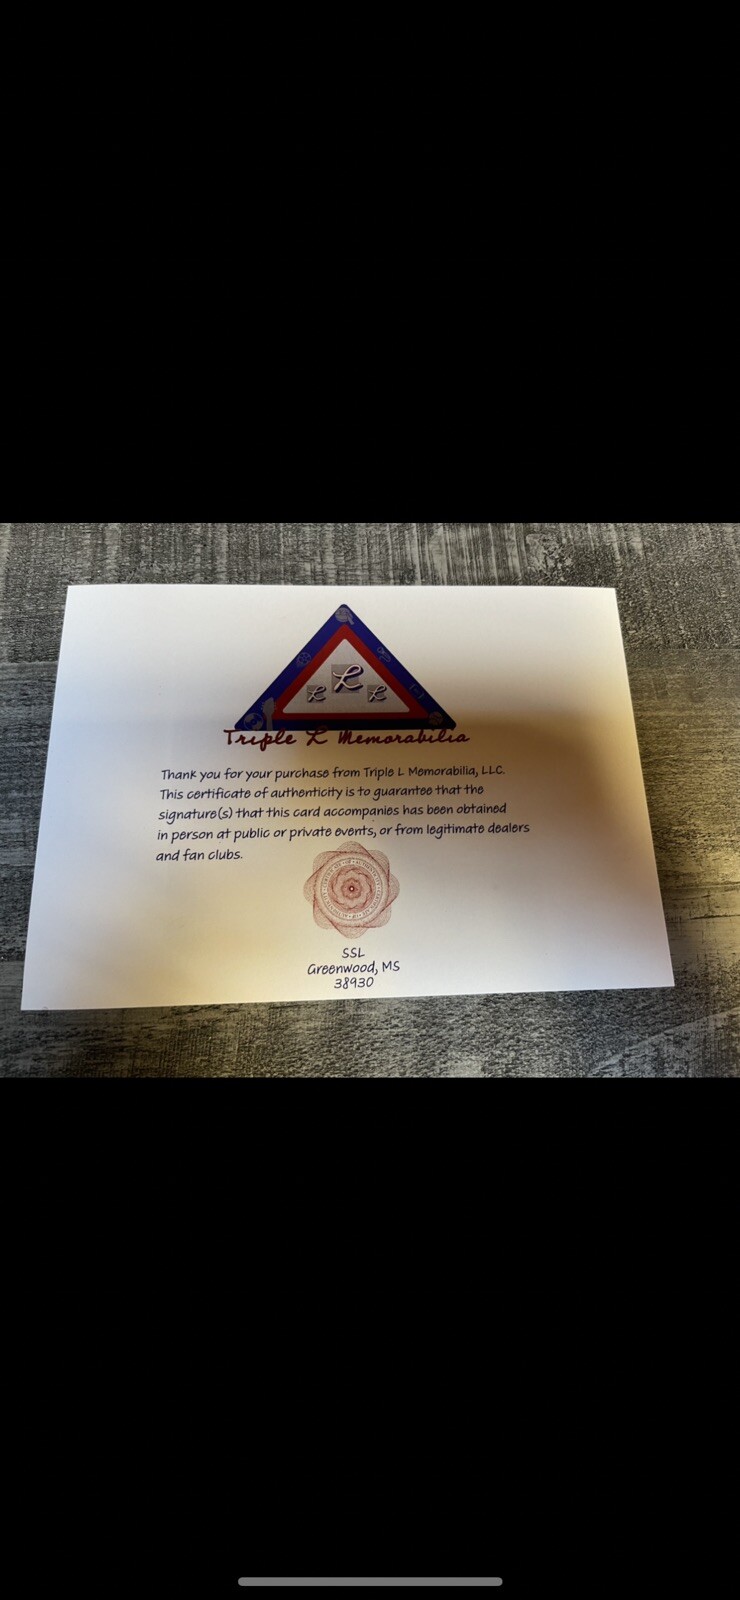 L L L
Triple L Memorabilia
Thank you for your purchase from Triple L Memorabilia, LLC.
This certificate of authenticity is to guarantee that the
signature(s) that this card accompanies has been obtained
in person at public or private events, or from legitimate dealers
and fan clubs.
SSL
Greenwood, MS
38930